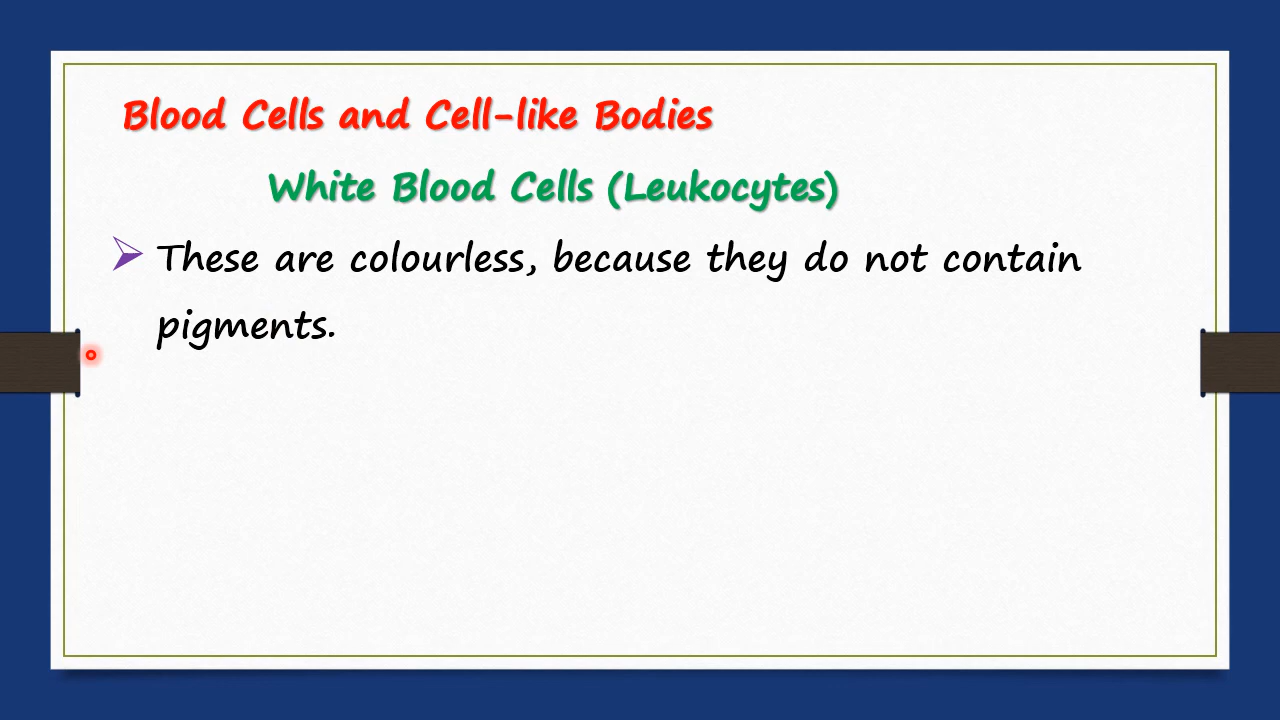 Blood Cells and Cell-like Bodies
White Blood Cells (Leukocytes)
These are colourless, because they do not contain
pigments.